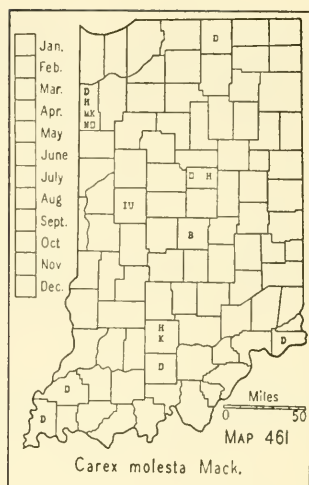 Jan.
Feb.
Mar.
Apr.
May
June
July
Aug
Sept.
Oct
Nov
Dec.
D
D
H
MK
ND
D H
IU
B
H
K
D
D
D
D
Miles
0 50
MAP 461
Carex molesta Mack.